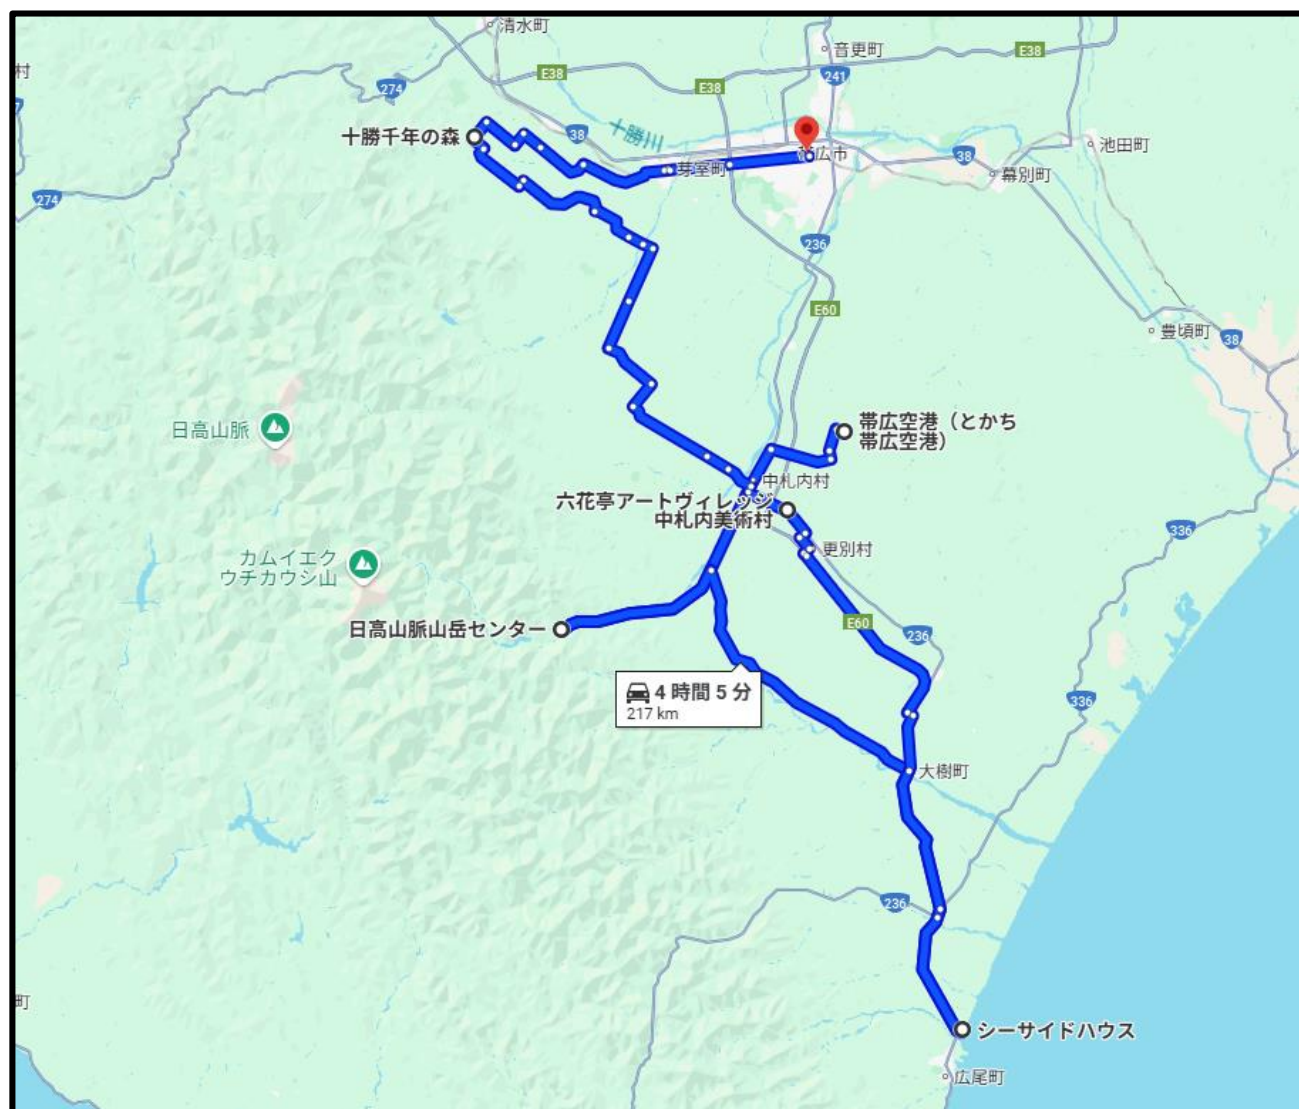 清水町
音更町
村
E38
E38
274
241
E38
7
十勝千年の森
38
十勝川
芽室町
広市
38
池田町
幕別町
274
236
E60
豊頃町
38
日高山脈
帯広空港（とかち
帯広空港）
中札内村
六花亭アートヴィレッジ
中札内美術村
336
カムイエク
ウチカウシ山
更別村
日高山脈山岳センター
E60
236
4 時間 5 分
217 km
336
大樹町
236
町
シーサイドハウス
広尾町